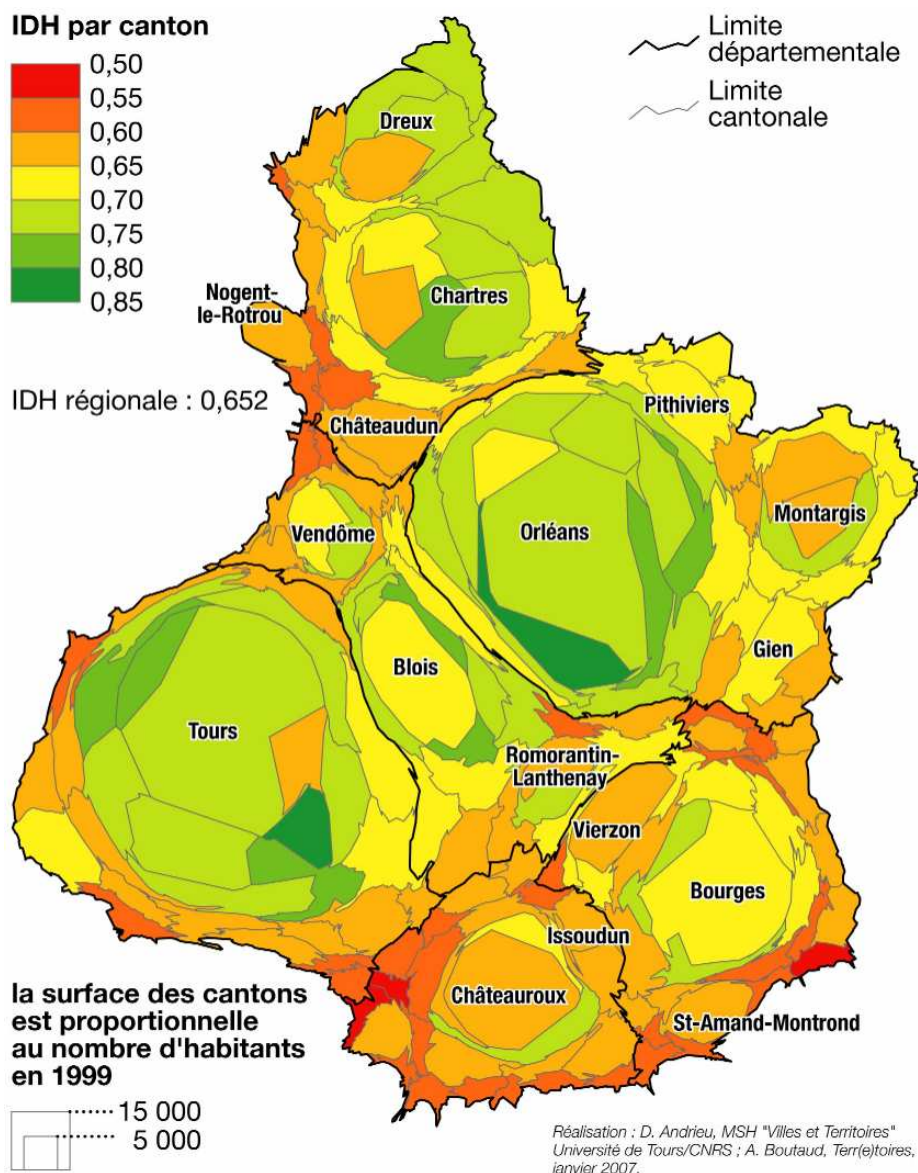 IDH par canton
0,50
0,55
0,60
0,65
0,70
0,75
0,80
0,85
Limite
départementale
Limite
cantonale
Dreux
Chartres
Nogent-
le-Rotrou
IDH régionale : 0,652
Châteaudun
Pithiviers
Montargis
Orléans
Vendôme
Gien
Blois
Tours
Romorantin-
Lanthenay
Vierzon
Bourges
Issoudun
Châteauroux
St-Amand-Montrond
la surface des cantons
est proportionnelle
au nombre d'habitants
en 1999
15 000
5 000
Réalisation : D. Andrieu, MSH "Villes et Territoires"
Université de Tours/CNRS ; A. Boutaud, Terr(e)toires,
janvier 2007.